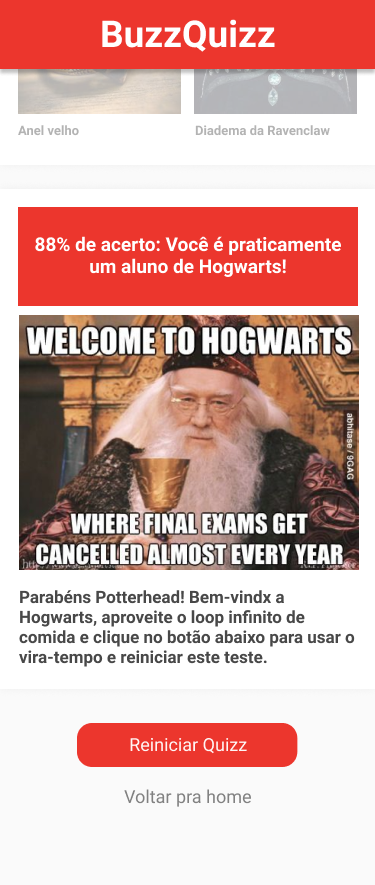 BuzzQuizz
Anel velho
Diadema da Ravenclaw
88% de acerto: Você é praticamente
um aluno de Hogwarts!
WELCOME TO HOGWARTS
abhitase / 9GAG
WHERE FINAL EXAMS GET
CANCELLED ALMOST EVERY YEAR
Parabéns Potterhead! Bem-vindx a
Hogwarts, aproveite o loop infinito de
comida e clique no botão abaixo para usar o
vira-tempo e reiniciar este teste.
Reiniciar Quizz
Voltar pra home